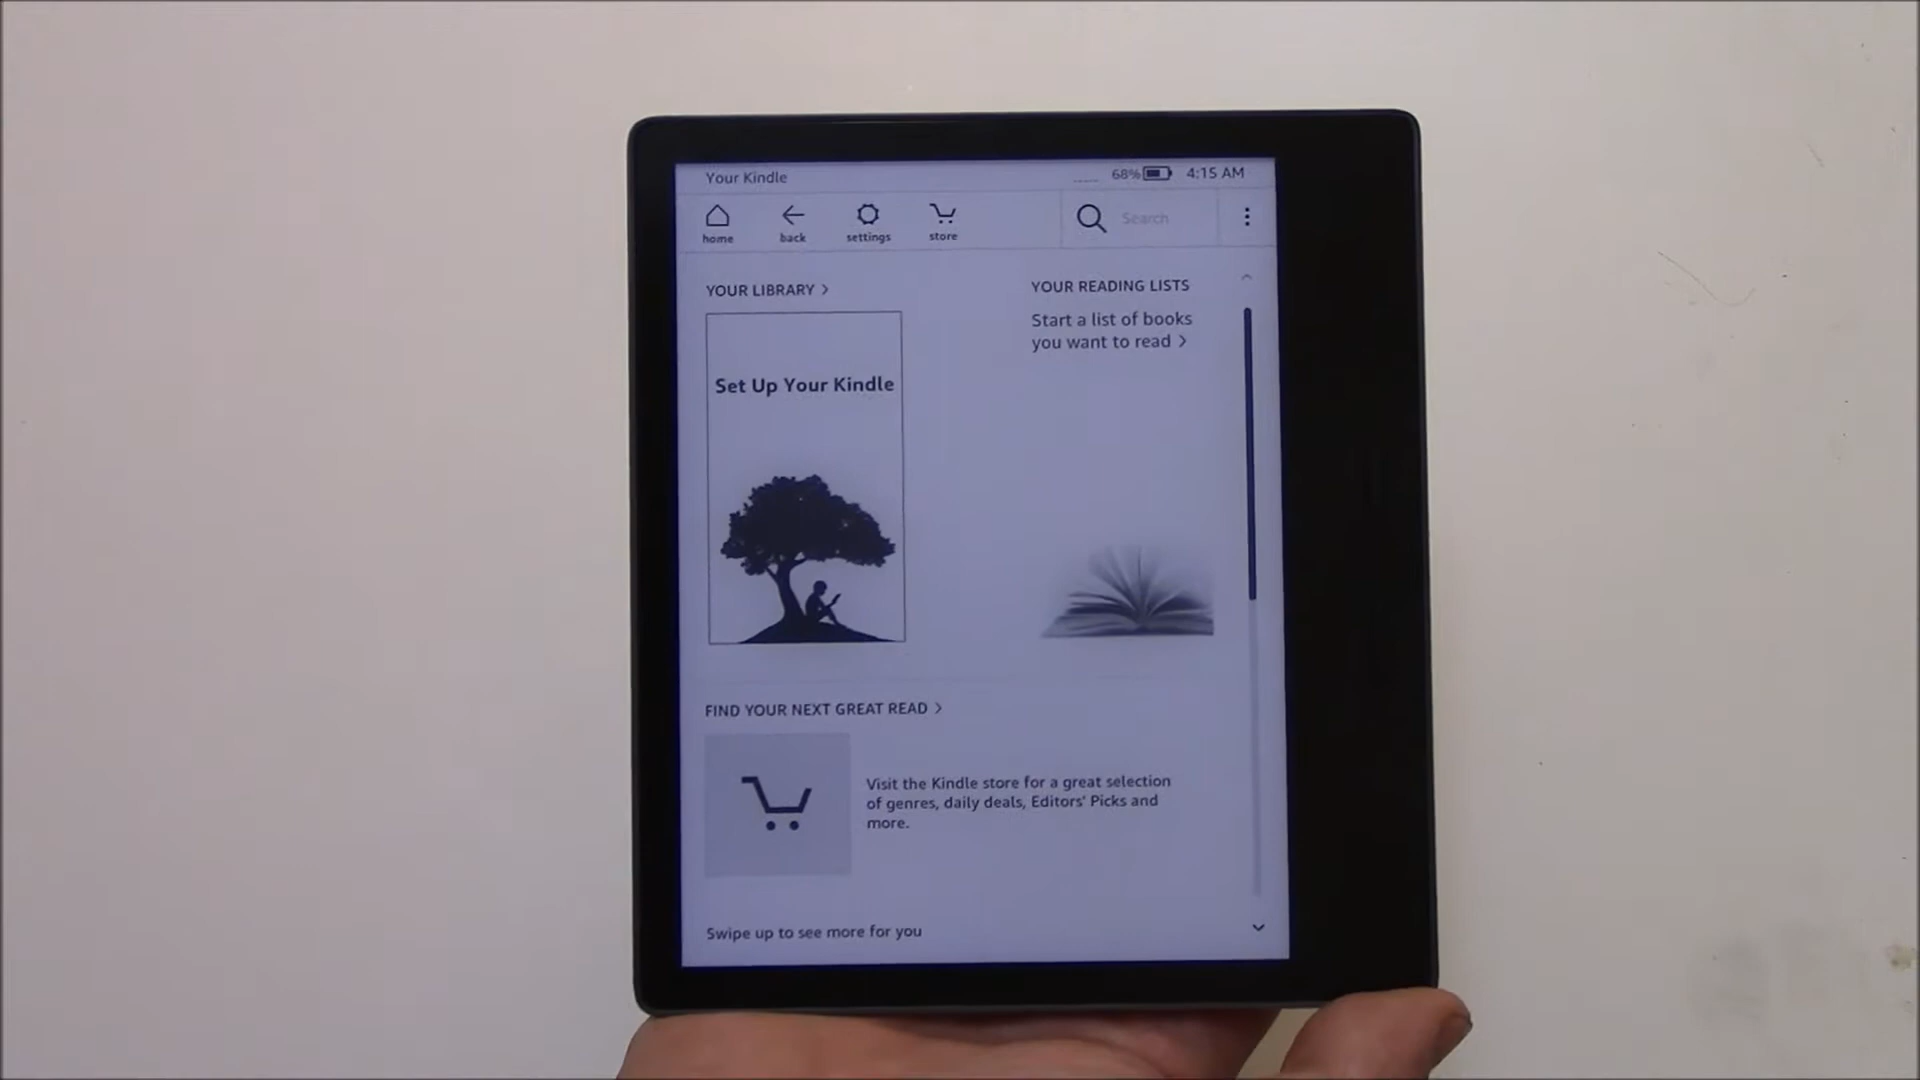 Your Kindle
68% 4:15 AM
home
back
settings
store
Search
YOUR LIBRARY >
Set Up Your Kindle
YOUR READING LISTS
Start a list of books
you want to read >
FIND YOUR NEXT GREAT READ >
Visit the Kindle store for a great selection
of genres, daily deals, Editors' Picks and
more.
Swipe up to see more for you